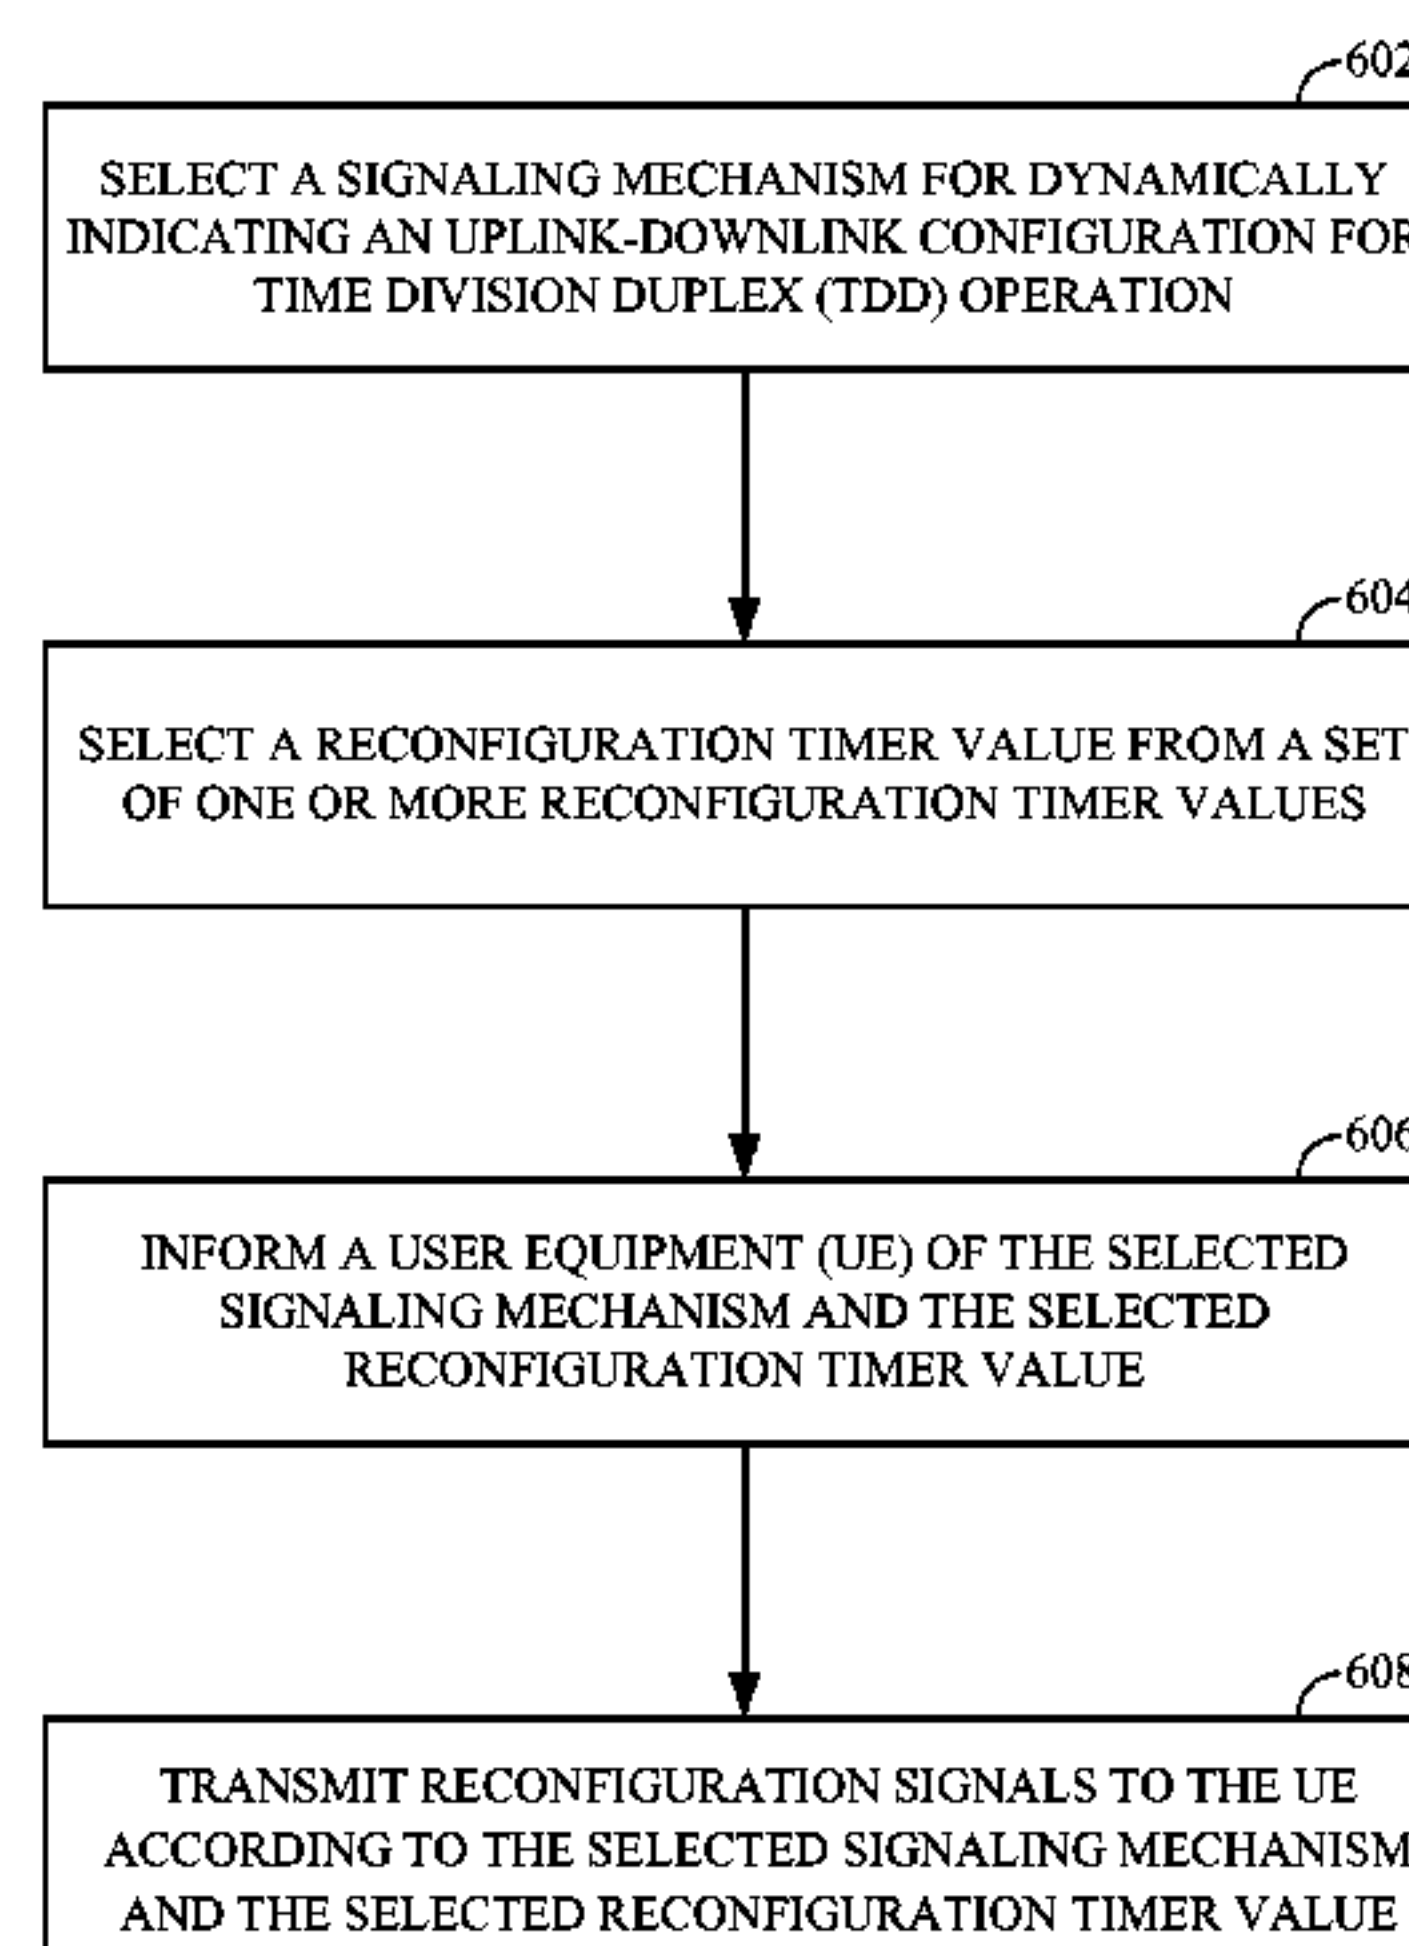 602
SELECT A SIGNALING MECHANISM FOR DYNAMICALLY
INDICATING AN UPLINK-DOWNLINK CONFIGURATION FOR
TIME DIVISION DUPLEX (TDD) OPERATION
604
SELECT A RECONFIGURATION TIMER VALUE FROM A SET
OF ONE OR MORE RECONFIGURATION TIMER VALUES
606
INFORM A USER EQUIPMENT (UE) OF THE SELECTED
SIGNALING MECHANISM AND THE SELECTED
RECONFIGURATION TIMER VALUE
608
TRANSMIT RECONFIGURATION SIGNALS TO THE UE
ACCORDING TO THE SELECTED SIGNALING MECHANISM
AND THE SELECTED RECONFIGURATION TIMER VALUE